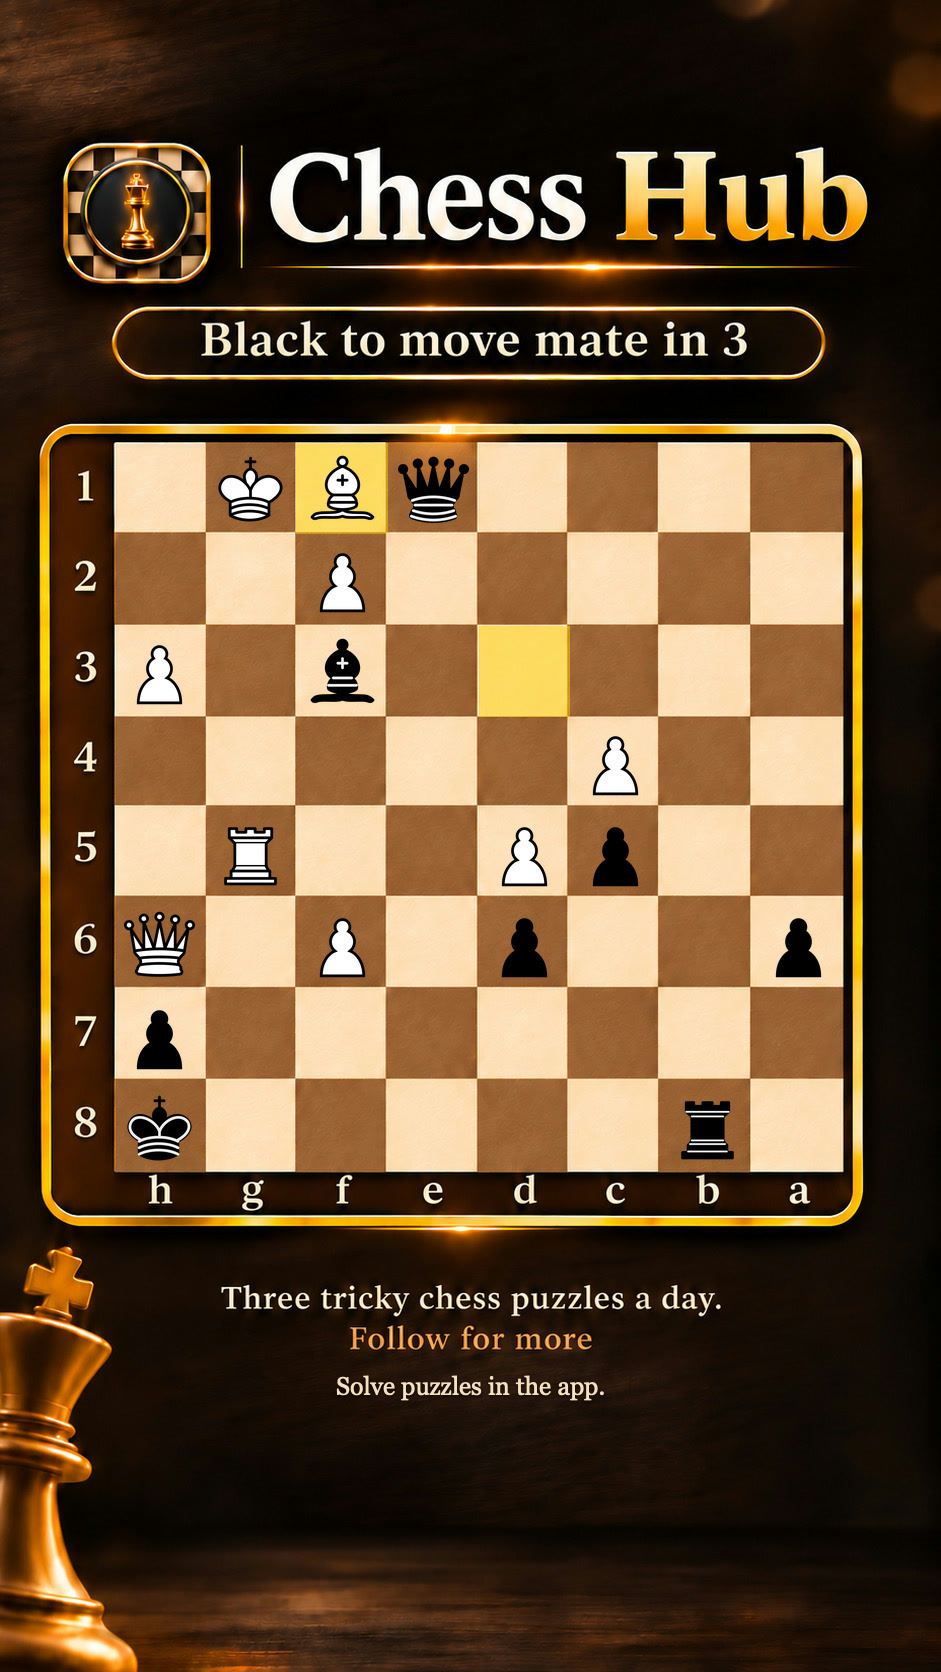 Chess Hub
Black to move mate in 3
1
2
3
4
5
6
7
8
h g f e d c b a
Three tricky chess puzzles a day.
Follow for more
Solve puzzles in the app.